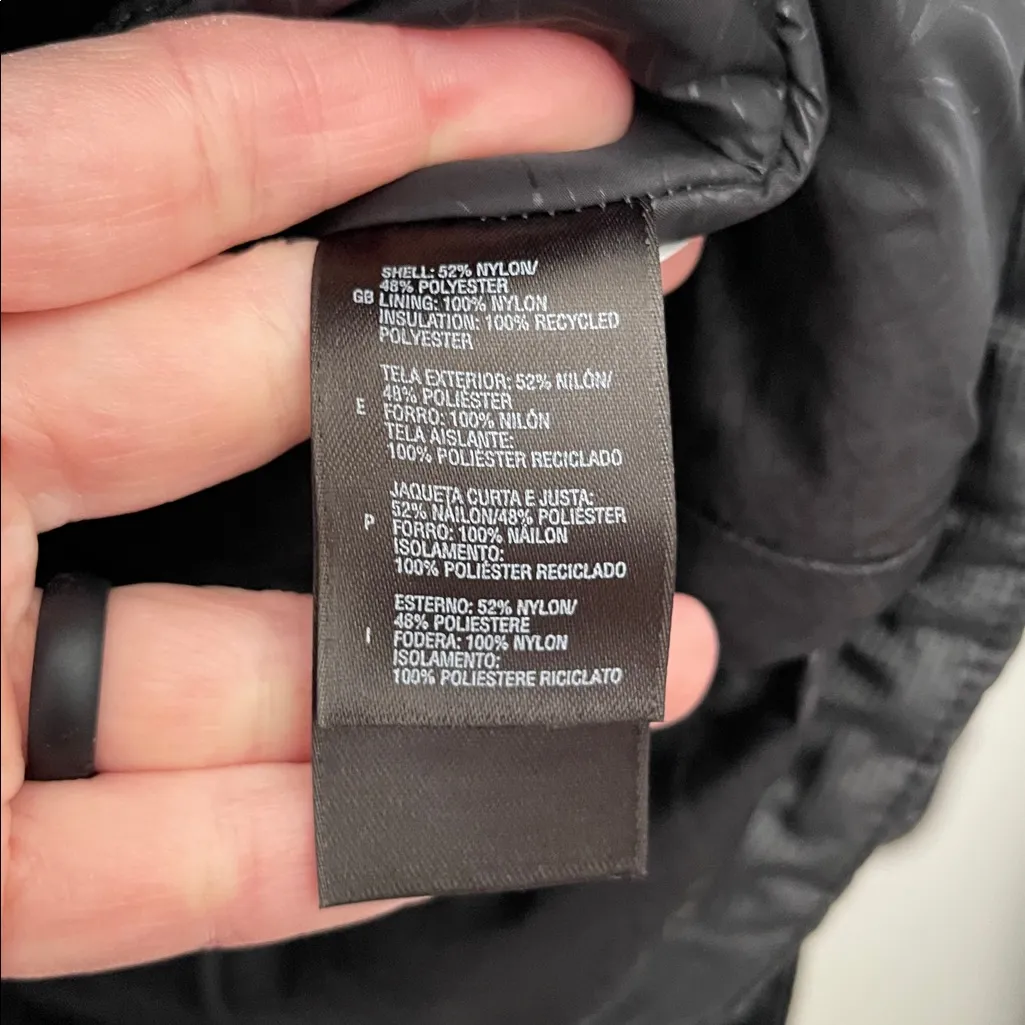 SHELL: 52% NYLON/
48% POLYESTER
GB LINING: 100% NYLON
INSULATION: 100% RECYCLED
POLYESTER
TELA EXTERIOR: 52% NILÓN/
48% POLIÉSTER
E FORRO: 100% NILÓN
TELA AISLANTE:
100% POLIÉSTER RECICLADO
JAQUETA CURTA E JUSTA:
52% NÁILON/48% POLIÉSTER
P FORRO: 100% NÁILON
ISOLAMENTO:
100% POLIÉSTER RECICLADO
ESTERNO: 52% NYLON/
48% POLIESTERE
I FODERA: 100% NYLON
ISOLAMENTO:
100% POLIESTERE RICICLATO